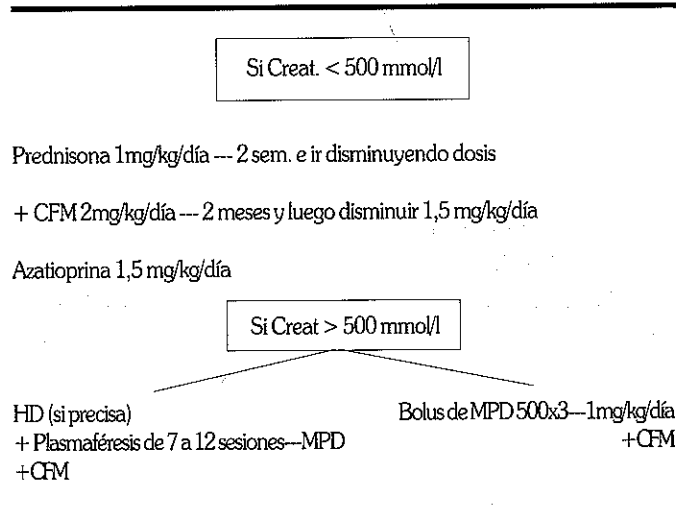 Si Creat. < 500 mmol/l
Prednisona 1mg/kg/día --- 2 sem. e ir disminuyendo dosis
+ CFM 2mg/kg/día --- 2 meses y luego disminuir 1,5 mg/kg/día
Azatioprina 1,5 mg/kg/día
Si Creat > 500 mmol/l
HD (si precisa)
+ Plasmaféresis de 7 a 12 sesiones---MPD
+CFM
Bolus de MPD 500x3---1mg/kg/día
+CFM